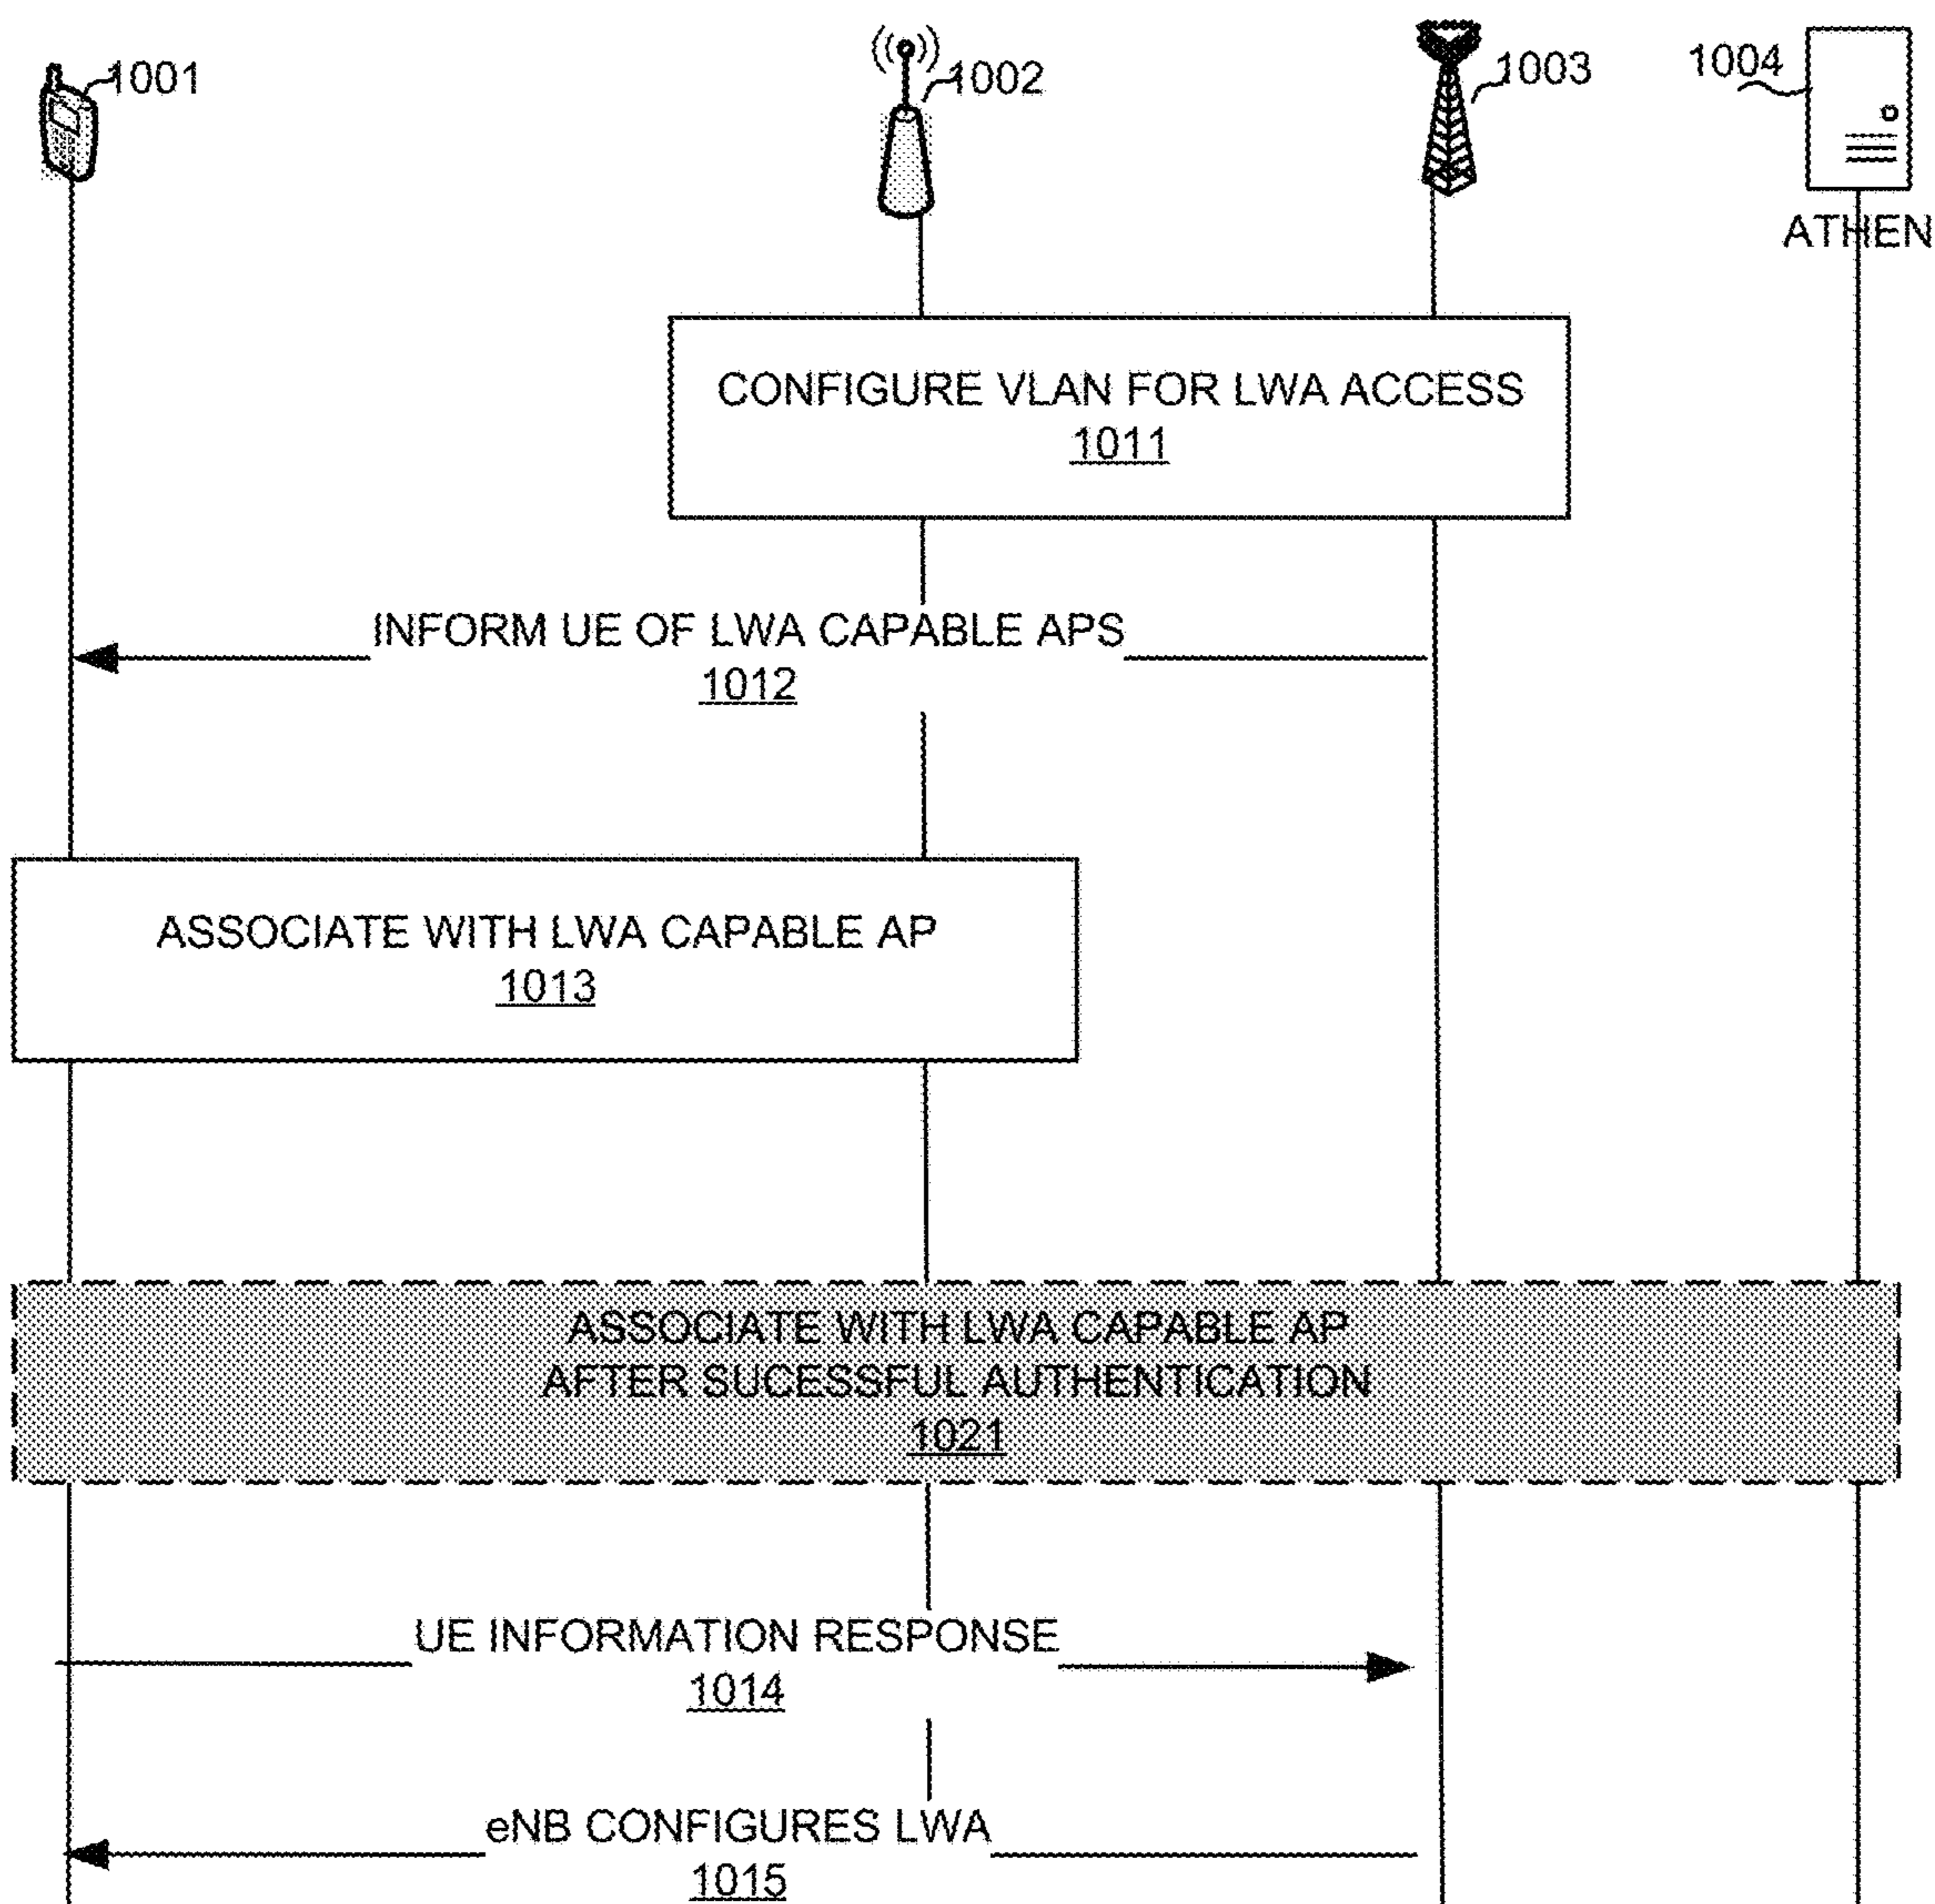 1001
1002
1003
1004
ATHEN
CONFIGURE VLAN FOR LWA ACCESS
1011
INFORM UE OF LWA CAPABLE APS
1012
ASSOCIATE WITH LWA CAPABLE AP
1013
ASSOCIATE WITH LWA CAPABLE AP
AFTER SUCESSFUL AUTHENTICATION
1021
UE INFORMATION RESPONSE
1014
eNB CONFIGURES LWA
1015